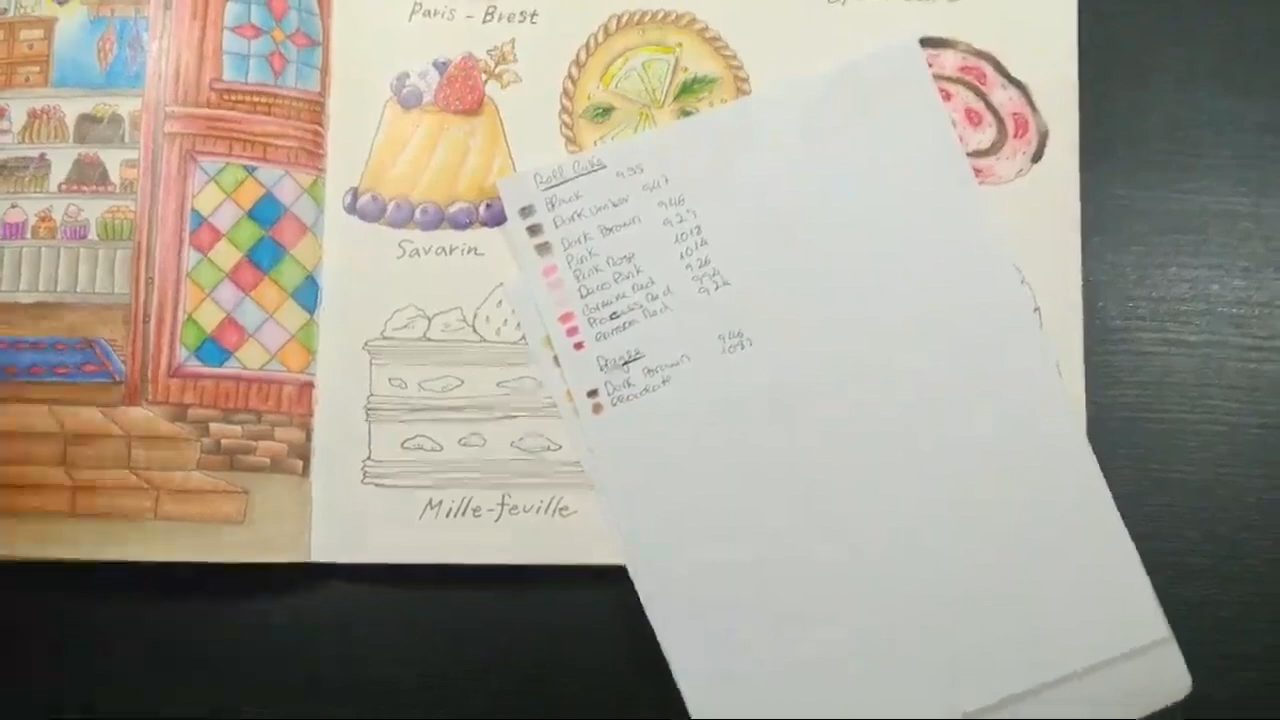 Paris - Brest
Savarin
Mille-feuille
Roll Cake
Black 935
Dark Umber 947
Dark Brown 946
Pink 929
Pink Rose 1018
Deco Pink 1014
Carmine Red 926
Process Red 994
Crimson Red 924
Dark Brown 946
Chocolate